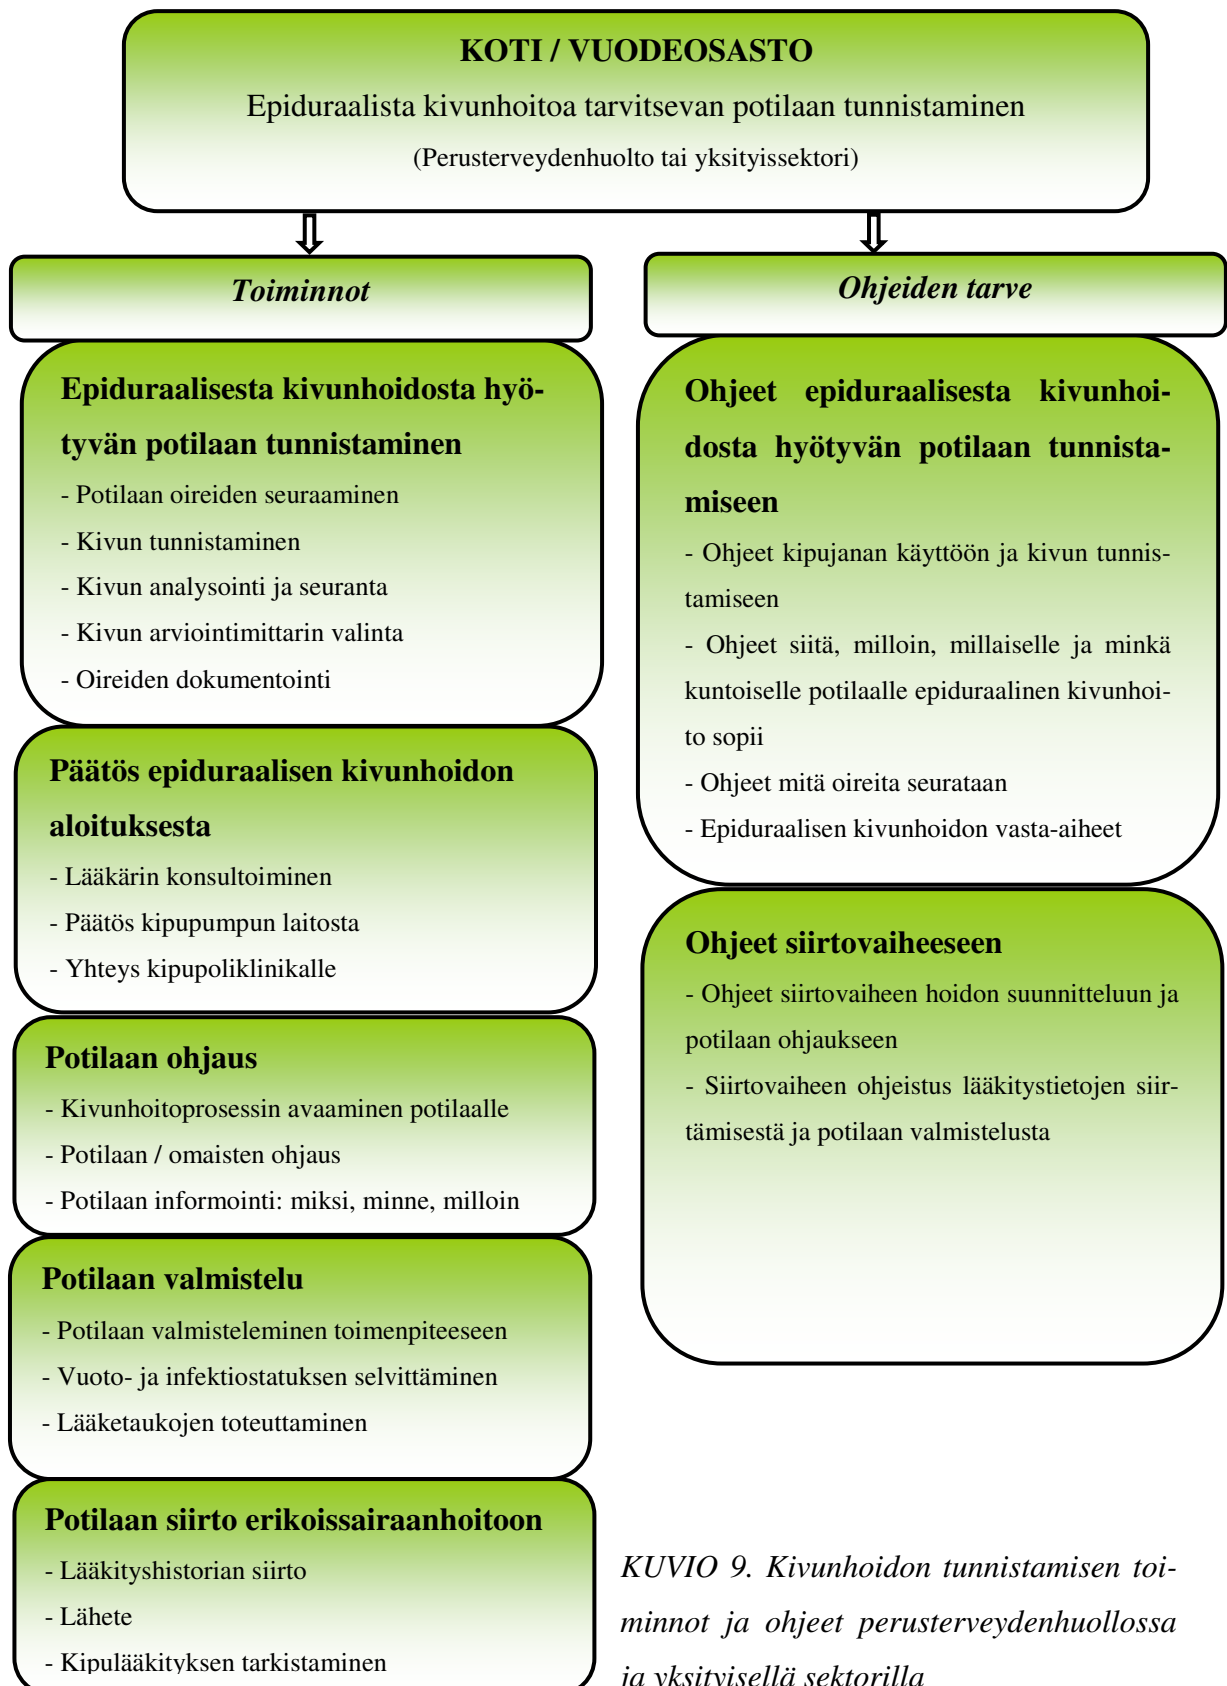 KOTI / VUODEOSASTO
Epiduraalista kivunhoitoa tarvitsevan potilaan tunnistaminen
(Perusterveydenhuolto tai yksityissektori)
Toiminnot
Epiduraalisesta kivunhoidosta hyö-
tyvän potilaan tunnistaminen
- Potilaan oireiden seuraaminen
- Kivun tunnistaminen
- Kivun analysointi ja seuranta
- Kivun arviointimittarin valinta
- Oireiden dokumentointi
Päätös epiduraalisen kivunhoidon
aloituksesta
- Lääkärin konsultoiminen
- Päätös kipupumpun laitosta
- Yhteys kipupoliklinikalle
Potilaan ohjaus
- Kivunhoitoprosessin avaaminen potilaalle
- Potilaan / omaisten ohjaus
- Potilaan informointi: miksi, minne, milloin
Potilaan valmistelu
- Potilaan valmisteleminen toimenpiteeseen
- Vuoto- ja infektiostatuksen selvittäminen
- Lääketaukojen toteuttaminen
Potilaan siirto erikoissairaanhoitoon
- Lääkityshistorian siirto
- Lähete
- Kipulääkityksen tarkistaminen
Ohjeiden tarve
Ohjeet epiduraalisesta kivunhoi-
dosta hyötyvän potilaan tunnista-
miseen
- Ohjeet kipujanan käyttöön ja kivun tunnis-
tamiseen
- Ohjeet siitä, milloin, millaiselle ja minkä
kuntoiselle potilaalle epiduraalinen kivunhoi-
to sopii
- Ohjeet mitä oireita seurataan
- Epiduraalisen kivunhoidon vasta-aiheet
Ohjeet siirtovaiheeseen
- Ohjeet siirtovaiheen hoidon suunnitteluun ja
potilaan ohjaukseen
- Siirtovaiheen ohjeistus lääkitystietojen siir-
tämisestä ja potilaan valmistelusta
KUVIO 9. Kivunhoidon tunnistamisen toi-
minnot ja ohjeet perusterveydenhuollossa
ja yksityisellä sektorilla